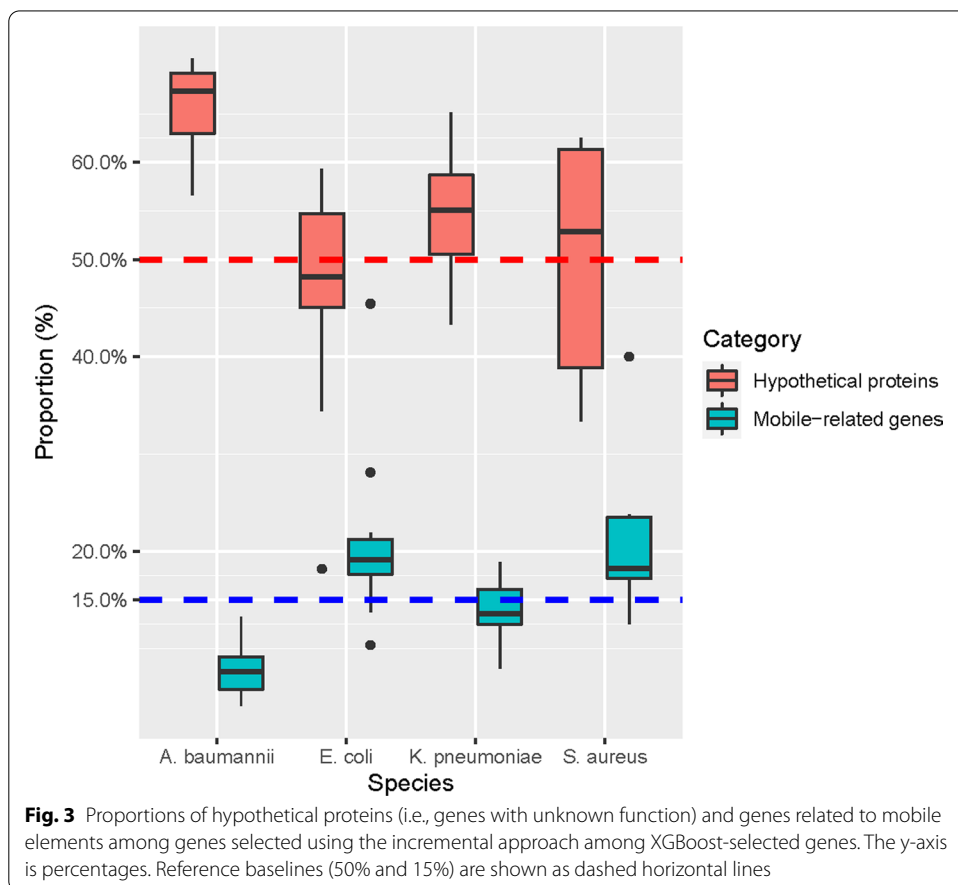 Proportion (%)
60.0%
50.0%
40.0%
20.0%
15.0%
A. baumannii
E. coli
K. pneumoniae
S. aureus
Species
Category
Hypothetical proteins
Mobile−related genes
Fig. 3 Proportions of hypothetical proteins (i.e., genes with unknown function) and genes related to mobile
elements among genes selected using the incremental approach among XGBoost-selected genes. The y-axis
is percentages. Reference baselines (50% and 15%) are shown as dashed horizontal lines